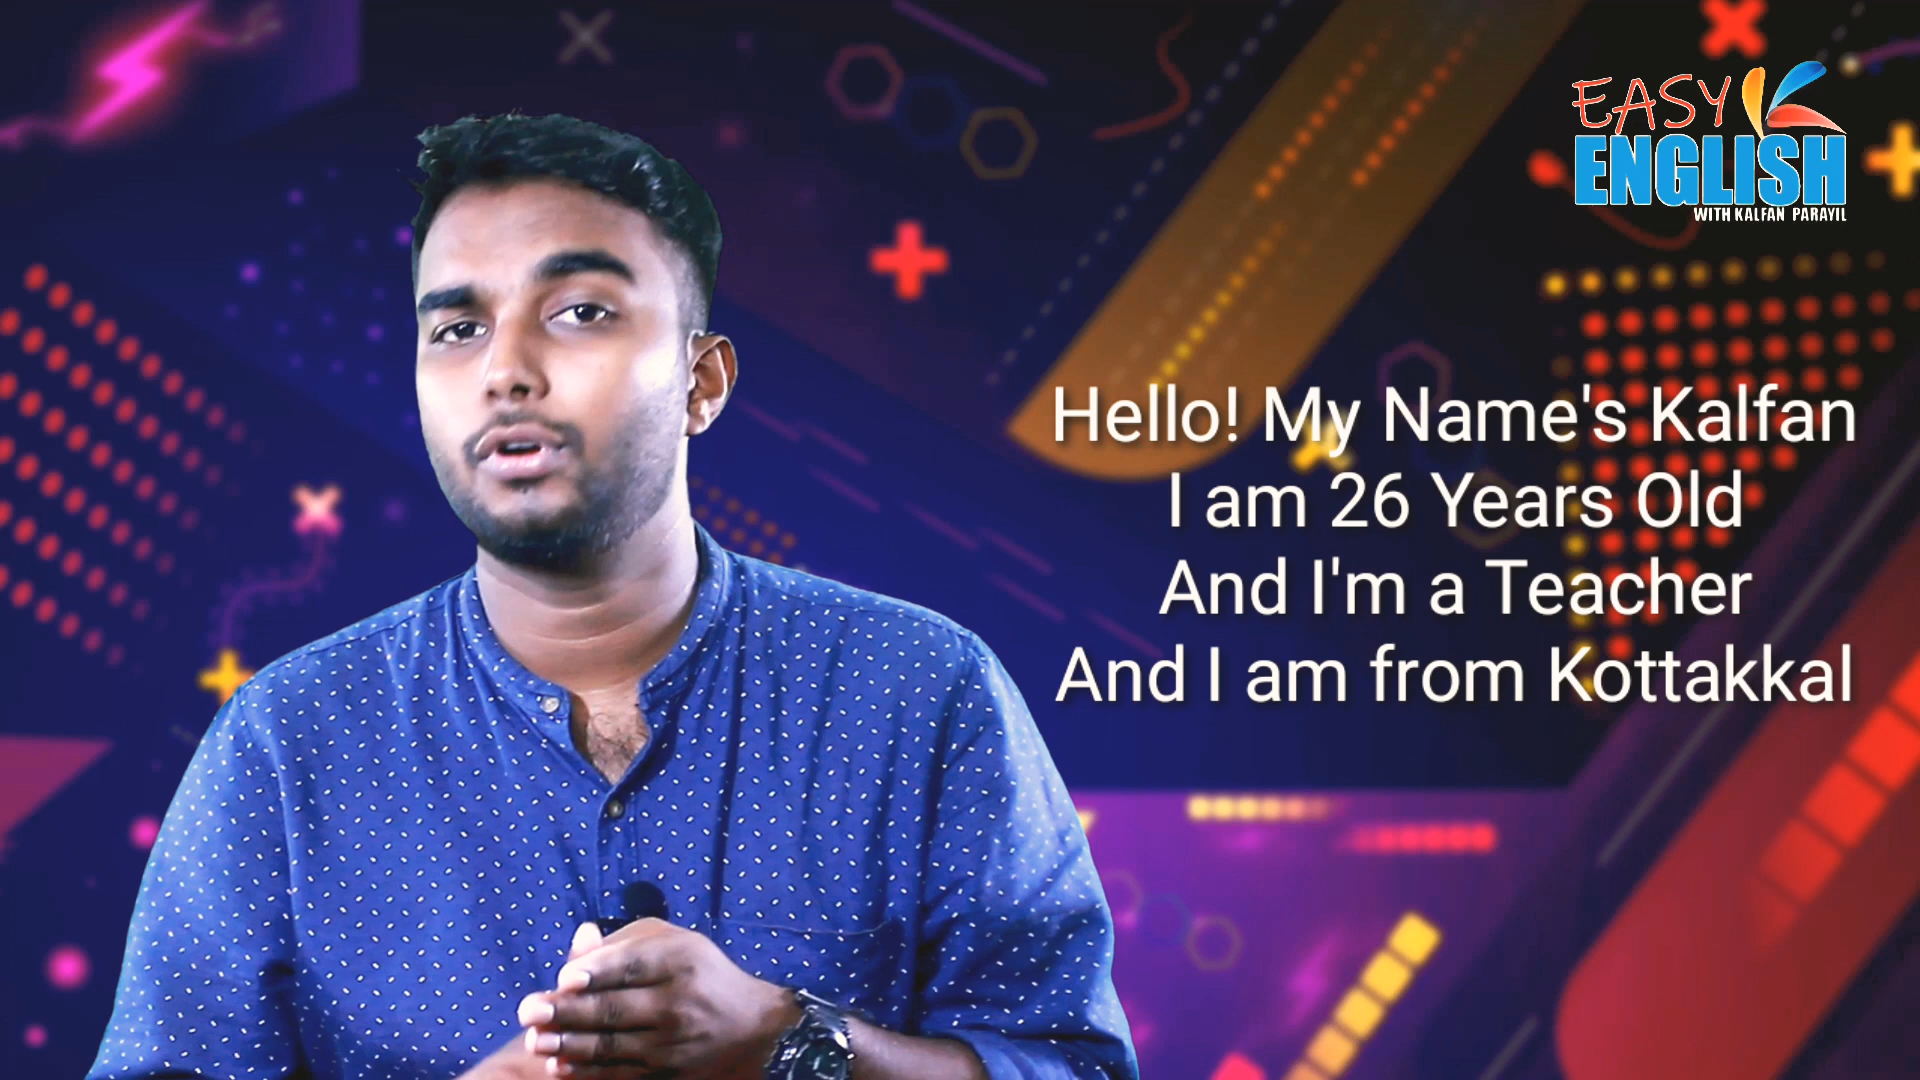 EASY
ENGLISH
WITH KALFAN PARAYIL
Hello! My Name's Kalfan
I am 26 Years Old
And I'm a Teacher
And I am from Kottakkal